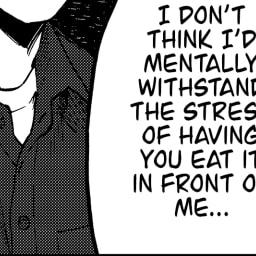 I DON'T
THINK I'D
MENTALLY
WITHSTAND
THE STRES
OF HAVING
YOU EAT IT
IN FRONT O
ME...